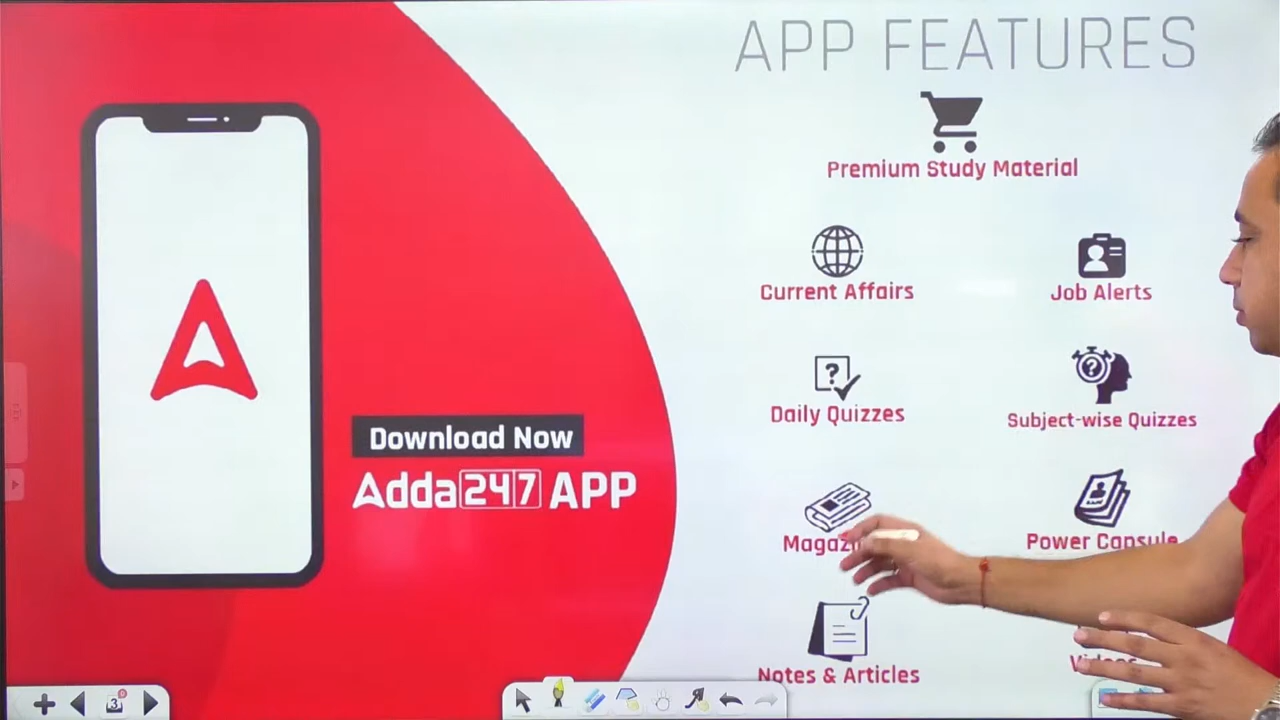 APP FEATURES
Premium Study Material
Current Affairs
Job Alerts
Daily Quizzes
Subject-wise Quizzes
Power Capsule
Notes & Articles
Download Now
Adda247 APP
3